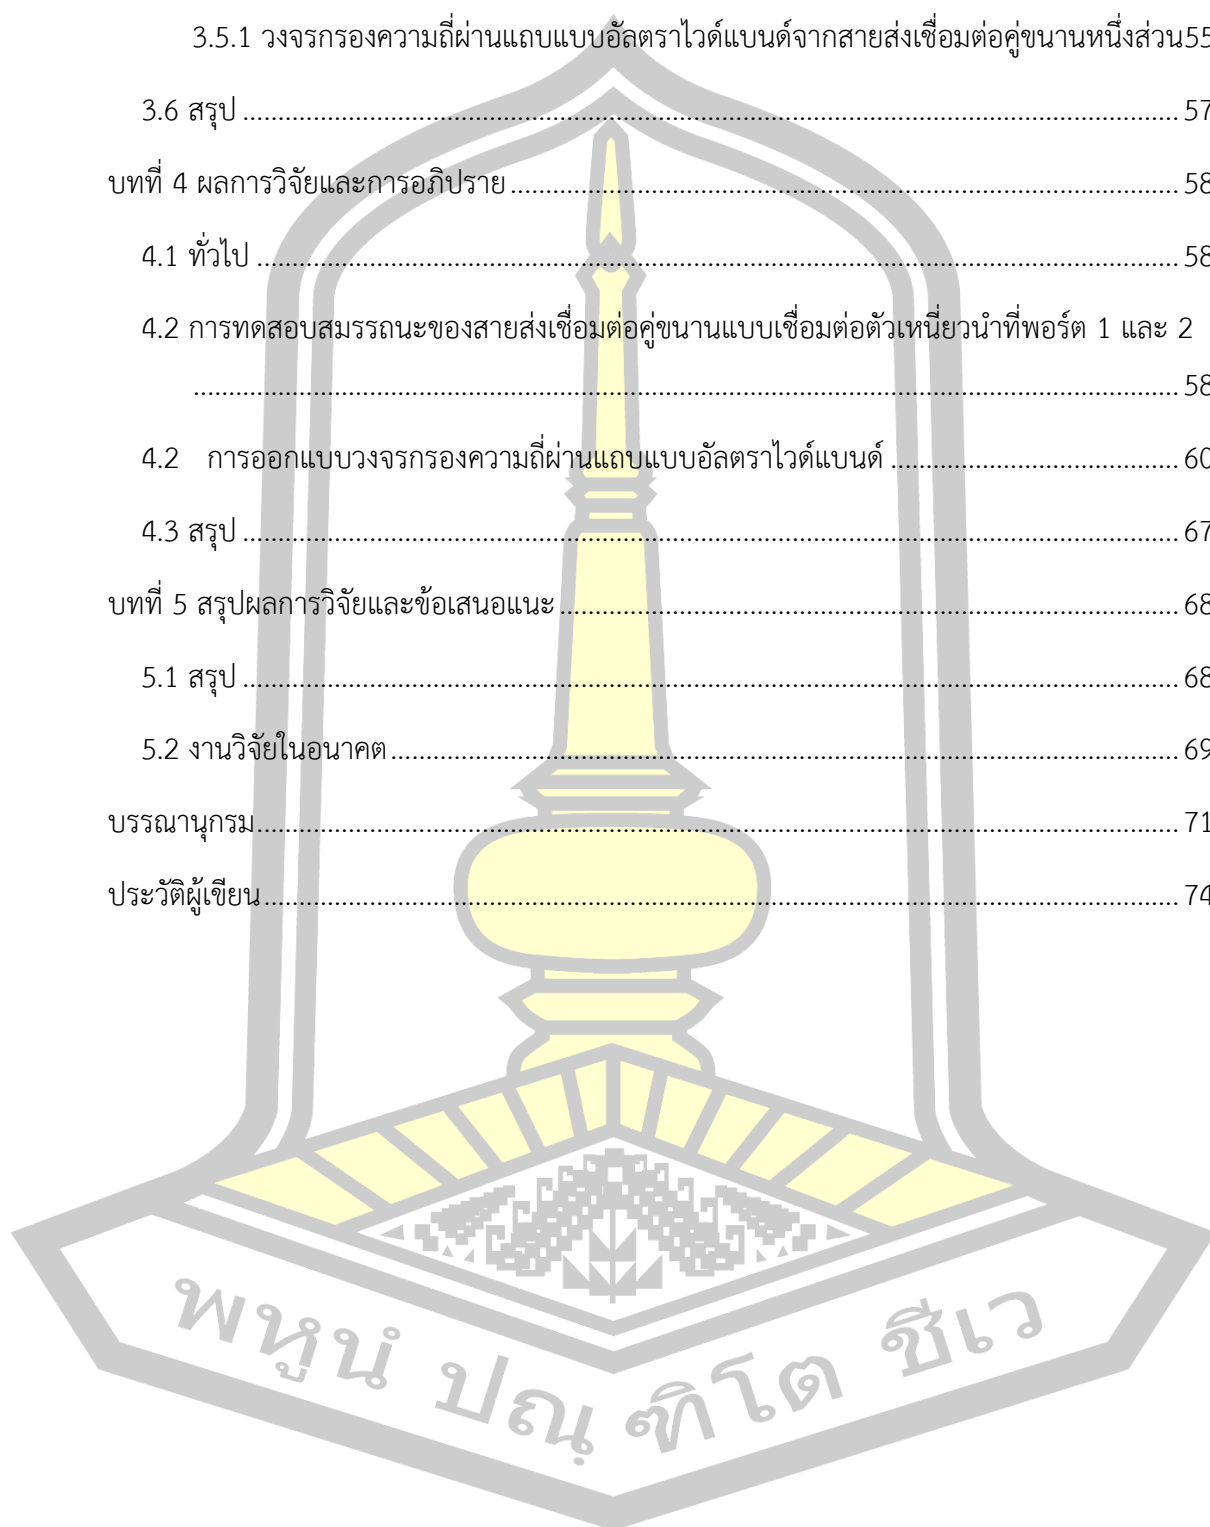 3.5.1 วงจรกรองความถี่ผ่านแถบแบบอัลตราไวด์แบนด์จากสายส่งเชื่อมต่อคู่ขนานหนึ่งส่วน55
3.6 สรุป ........................................................................................................ 57
บทที่ 4 ผลการวิจัยและการอภิปราย ........................................................................................................ 58
4.1 ทั่วไป ........................................................................................................ 58
4.2 การทดสอบสมรรถนะของสายส่งเชื่อมต่อคู่ขนานแบบเชื่อมต่อตัวเหนี่ยวนำที่พอร์ต 1 และ 2
........................................................................................................ 58
4.2 การออกแบบวงจรกรองความถี่ผ่านแถบแบบอัลตราไวด์แบนด์ ........................................ 60
4.3 สรุป ........................................................................................................ 67
บทที่ 5 สรุปผลการวิจัยและข้อเสนอแนะ ........................................................................................ 68
5.1 สรุป ........................................................................................................ 68
5.2 งานวิจัยในอนาคต ........................................................................................................ 69
บรรณานุกรม ........................................................................................................ 71
ประวัติผู้เขียน ........................................................................................................ 74
พหูนํ ปณฺฑิโต ชีเว